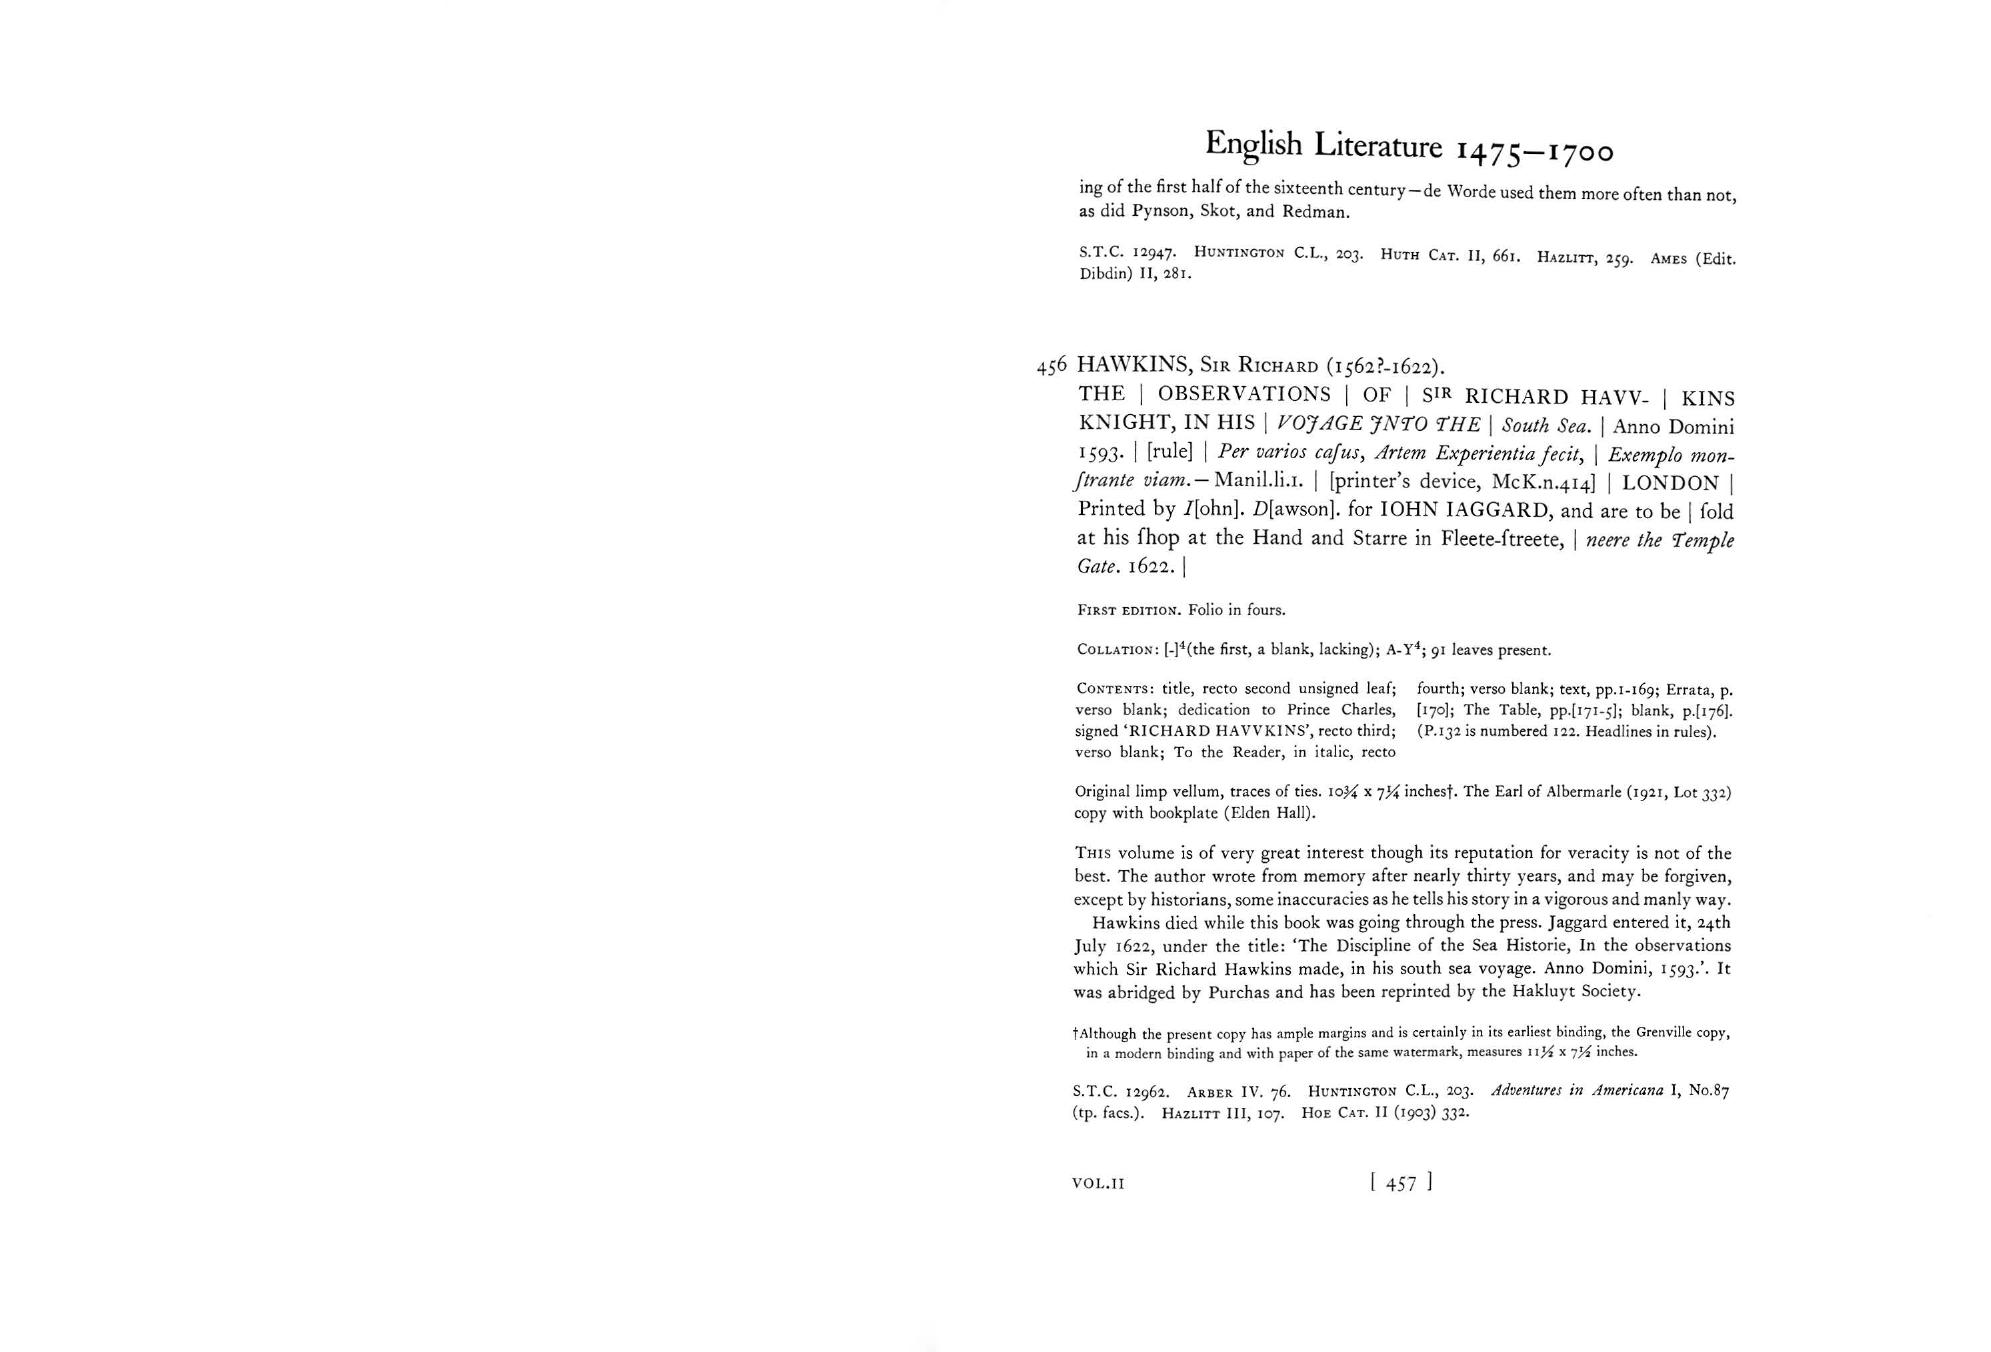 English Literature 1475—1700
ing of the first half of the sixteenth century—de Worde used them more often than not,
as did Pynson, Skot, and Redman.
S.T.C. 12947. Huntington C.L., 203. Huth Cat. II, 661. Hazlitt, 259. Ames (Edit.
Dibdin) II, 281.
456 HAWKINS, Sir Richard (1562?-1622).
THE | OBSERVATIONS | OF | SIR RICHARD HAVV- | KINS
KNIGHT, IN HIS | VOJAGE JNTO THE | South Sea. | Anno Domini
1593. | [rule] | Per varios caſus, Artem Experientia fecit, | Exemplo mon-
ſtrante viam.— Manil.li.1. | [printer's device, McK.n.414] | LONDON |
Printed by I[ohn]. D[awson]. for IOHN IAGGARD, and are to be | ſold
at his ſhop at the Hand and Starre in Fleete-ſtreete, | neere the Temple
Gate. 1622. |
First edition. Folio in fours.
Collation: [-]⁴(the first, a blank, lacking); A-Y⁴; 91 leaves present.
Contents: title, recto second unsigned leaf;
verso blank; dedication to Prince Charles,
signed 'RICHARD HAVVKINS', recto third;
verso blank; To the Reader, in italic, recto
fourth; verso blank; text, pp.1-169; Errata, p.
[170]; The Table, pp.[171-5]; blank, p.[176].
(P.132 is numbered 122. Headlines in rules).
Original limp vellum, traces of ties. 10¾ x 7¼ inches†. The Earl of Albermarle (1921, Lot 332)
copy with bookplate (Elden Hall).
This volume is of very great interest though its reputation for veracity is not of the
best. The author wrote from memory after nearly thirty years, and may be forgiven,
except by historians, some inaccuracies as he tells his story in a vigorous and manly way.
Hawkins died while this book was going through the press. Jaggard entered it, 24th
July 1622, under the title: 'The Discipline of the Sea Historie, In the observations
which Sir Richard Hawkins made, in his south sea voyage. Anno Domini, 1593.'. It
was abridged by Purchas and has been reprinted by the Hakluyt Society.
†Although the present copy has ample margins and is certainly in its earliest binding, the Grenville copy,
in a modern binding and with paper of the same watermark, measures 11½ x 7½ inches.
S.T.C. 12962. Arber IV. 76. Huntington C.L., 203. Adventures in Americana I, No.87
(tp. facs.). Hazlitt III, 107. Hoe Cat. II (1903) 332.
VOL.II [ 457 ]